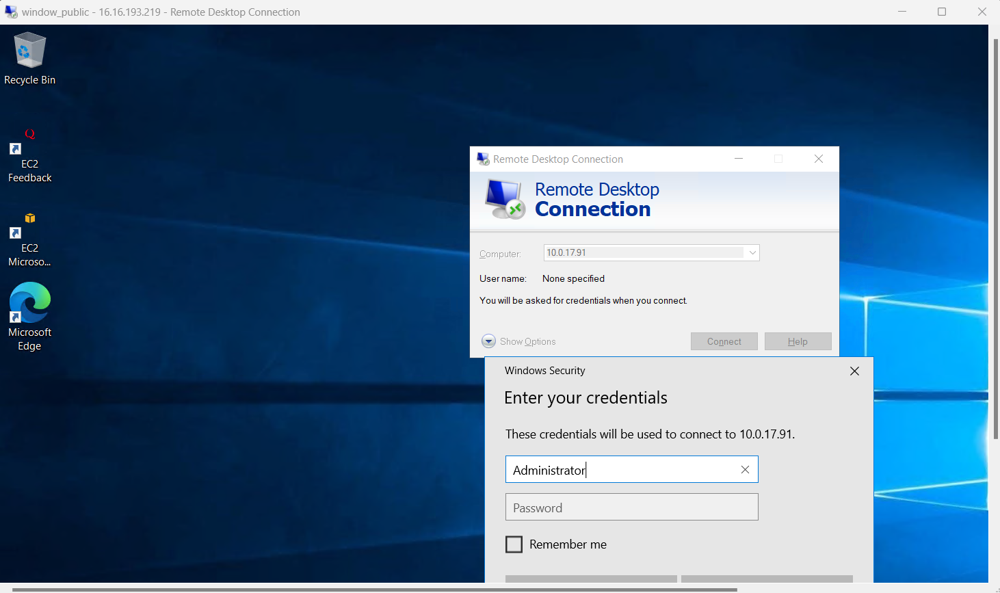 window_public - 16.16.193.219 - Remote Desktop Connection
Recycle Bin
Q
EC2
Feedback
EC2
Microso...
Microsoft
Edge
Remote Desktop Connection
Remote Desktop
Connection
Computer: 10.0.17.91
User name: None specified
You will be asked for credentials when you connect.
Show Options Connect Help
Windows Security
Enter your credentials
These credentials will be used to connect to 10.0.17.91.
Administrator
Password
Remember me